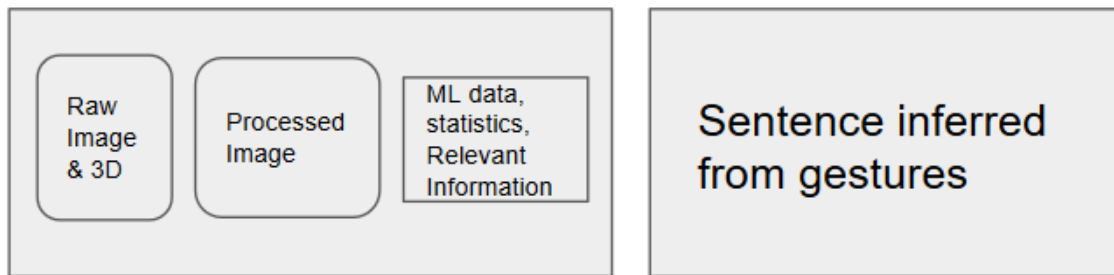 Raw
Image
& 3D
Processed
Image
ML data,
statistics,
Relevant
Information
Sentence inferred
from gestures